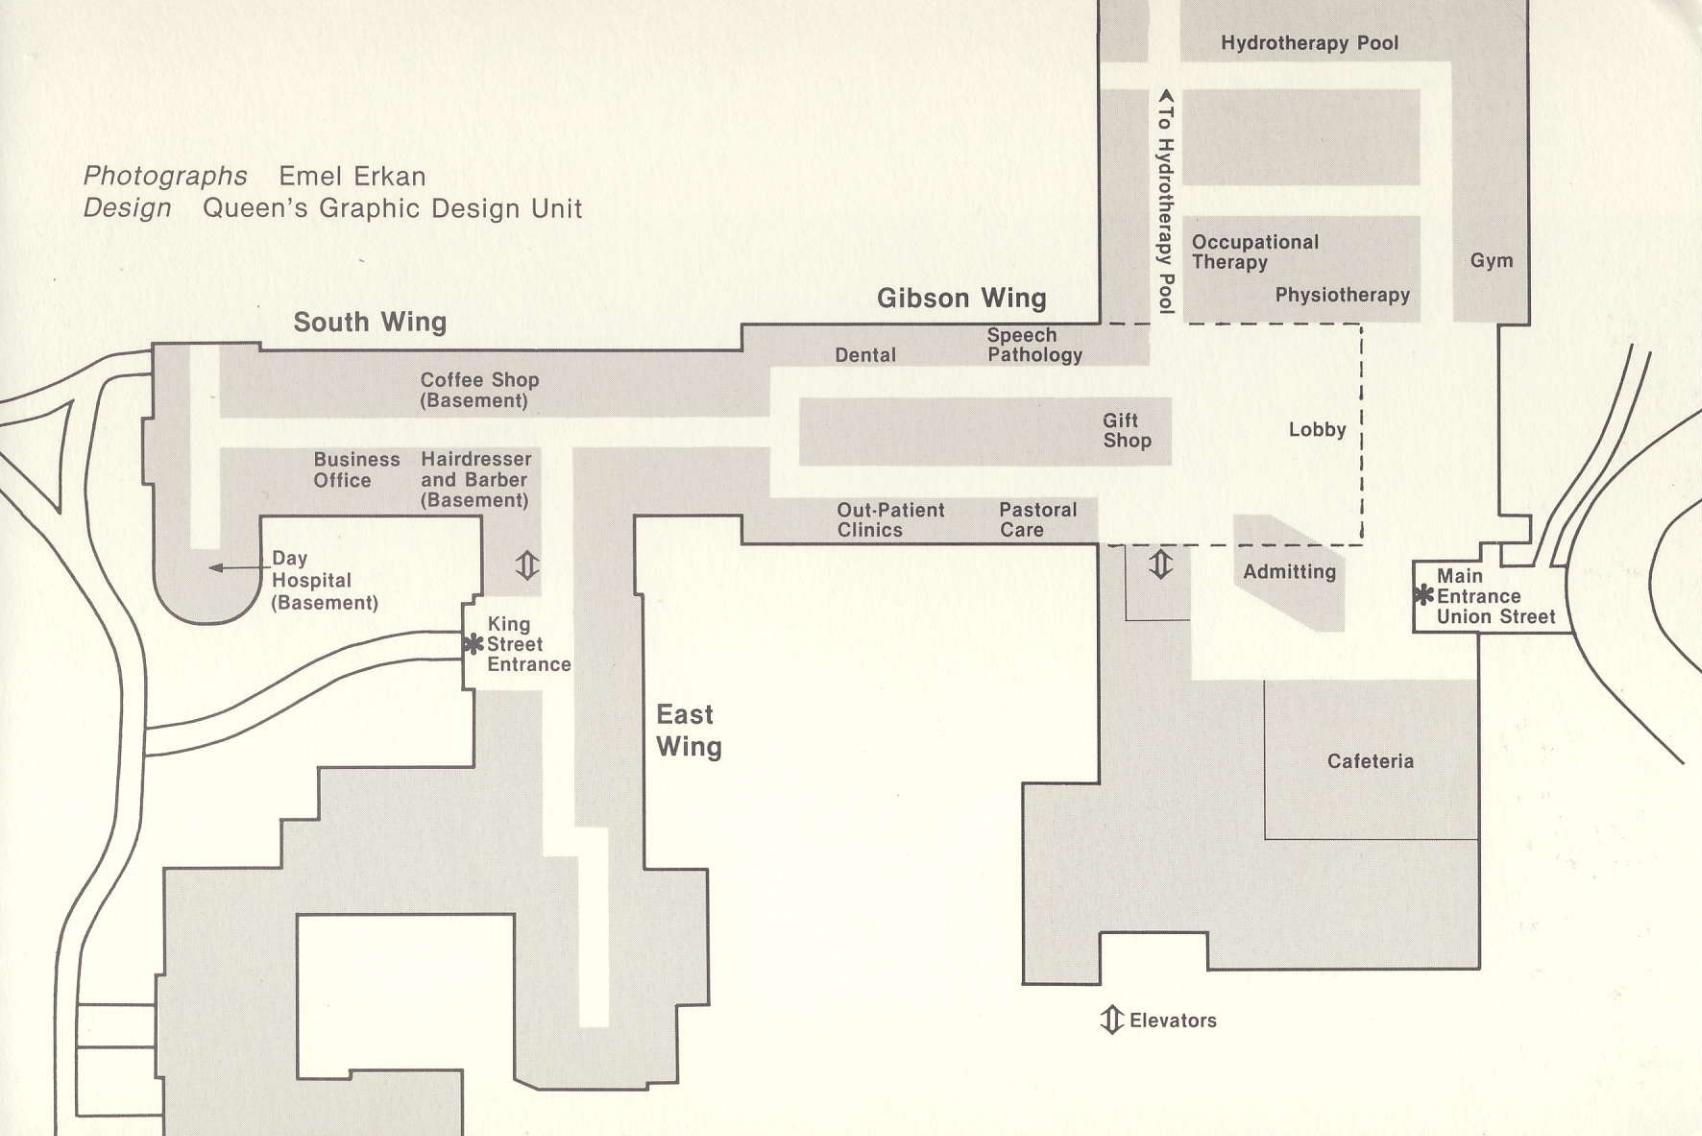 Hydrotherapy Pool
To Hydrotherapy Pool
Photographs Emel Erkan
Design Queen's Graphic Design Unit
Occupational
Therapy
Gym
Physiotherapy
Gibson Wing
South Wing
Speech
Pathology
Dental
Coffee Shop
(Basement)
Gift
Shop
Lobby
Business
Office
Hairdresser
and Barber
(Basement)
Out-Patient
Clinics
Pastoral
Care
Day
Hospital
(Basement)
Admitting
Main
Entrance
Union Street
King
Street
Entrance
East
Wing
Cafeteria
Elevators